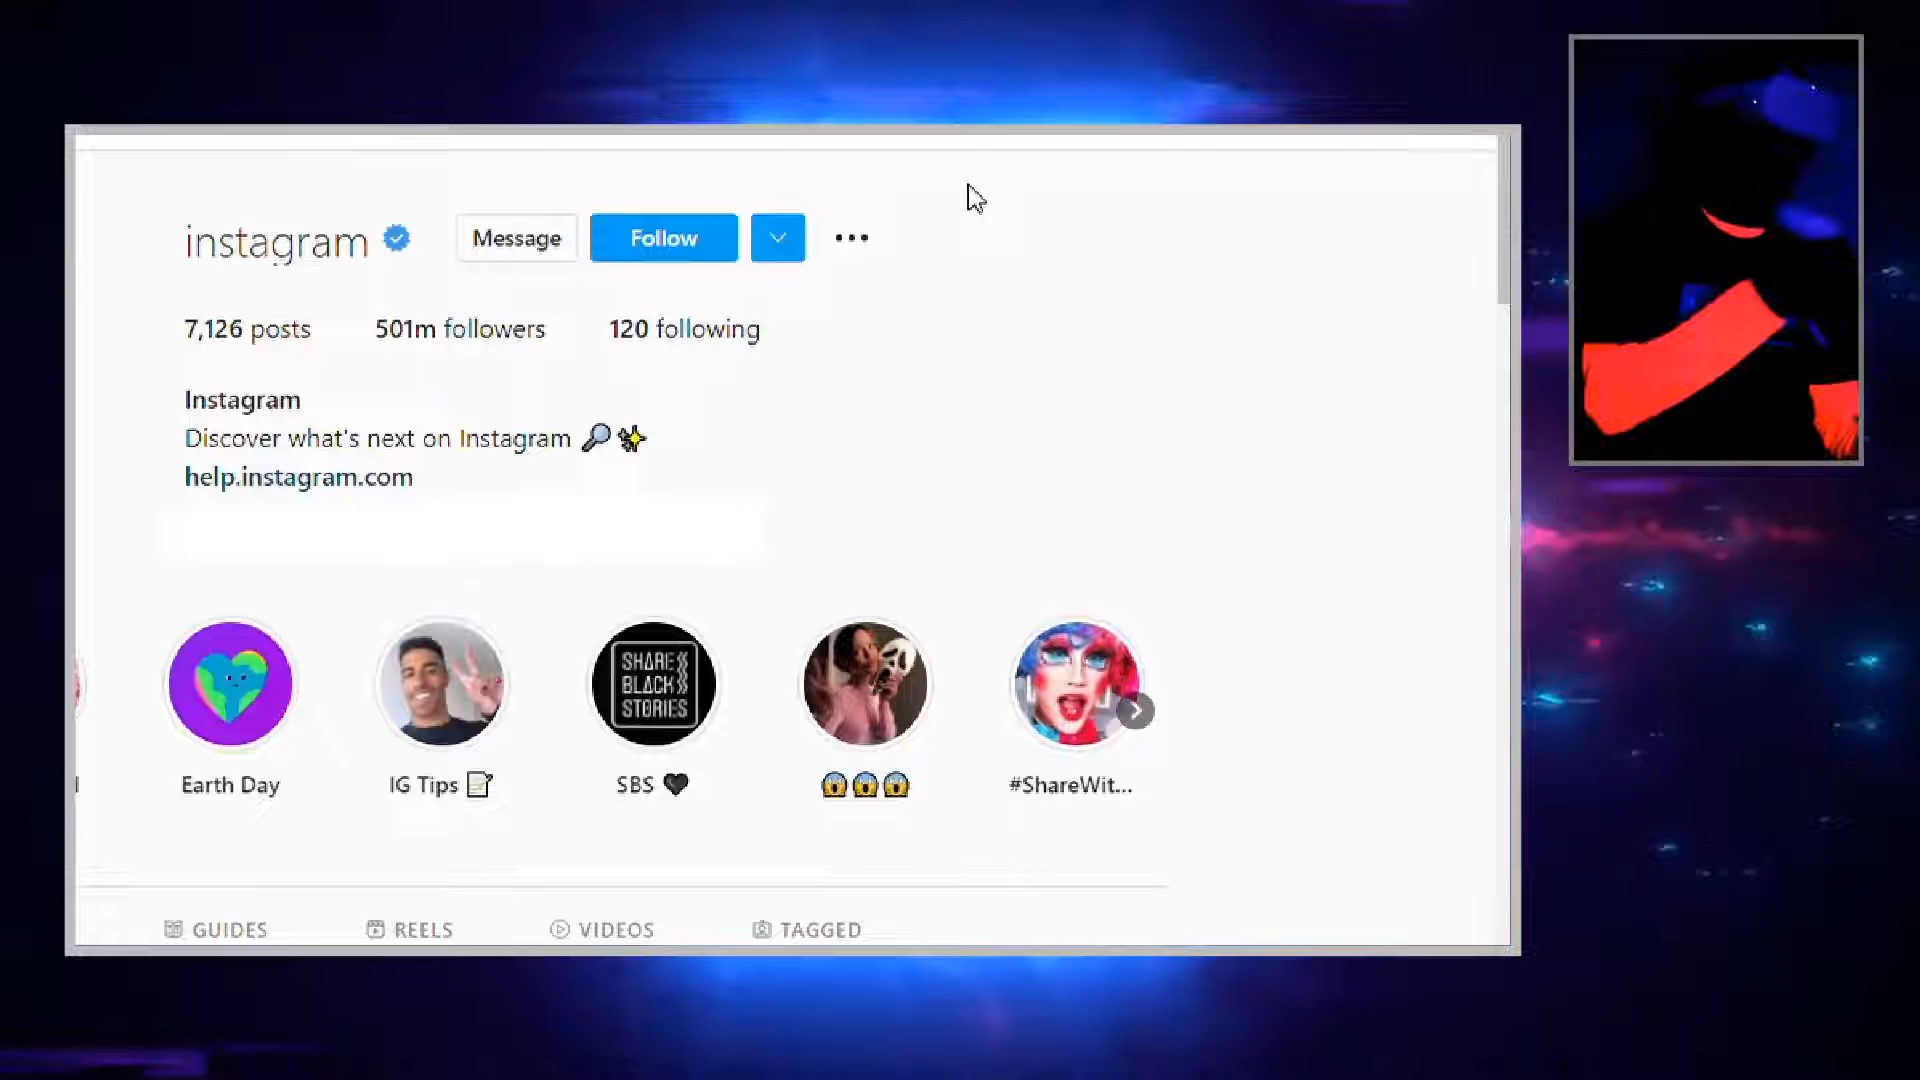 instagram Message Follow
7,126 posts 501m followers 120 following
Instagram
Discover what's next on Instagram 🔎✨
help.instagram.com
SHARE
BLACK
STORIES
Earth Day IG Tips 📝 SBS 🖤 😱😱😱 #ShareWit...
GUIDES REELS VIDEOS TAGGED